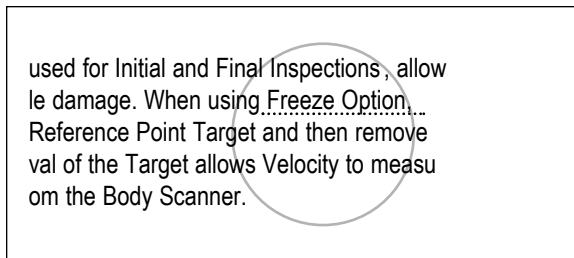 used for Initial and Final Inspections, allow
le damage. When using Freeze Option,
Reference Point Target and then remove
val of the Target allows Velocity to measu
om the Body Scanner.